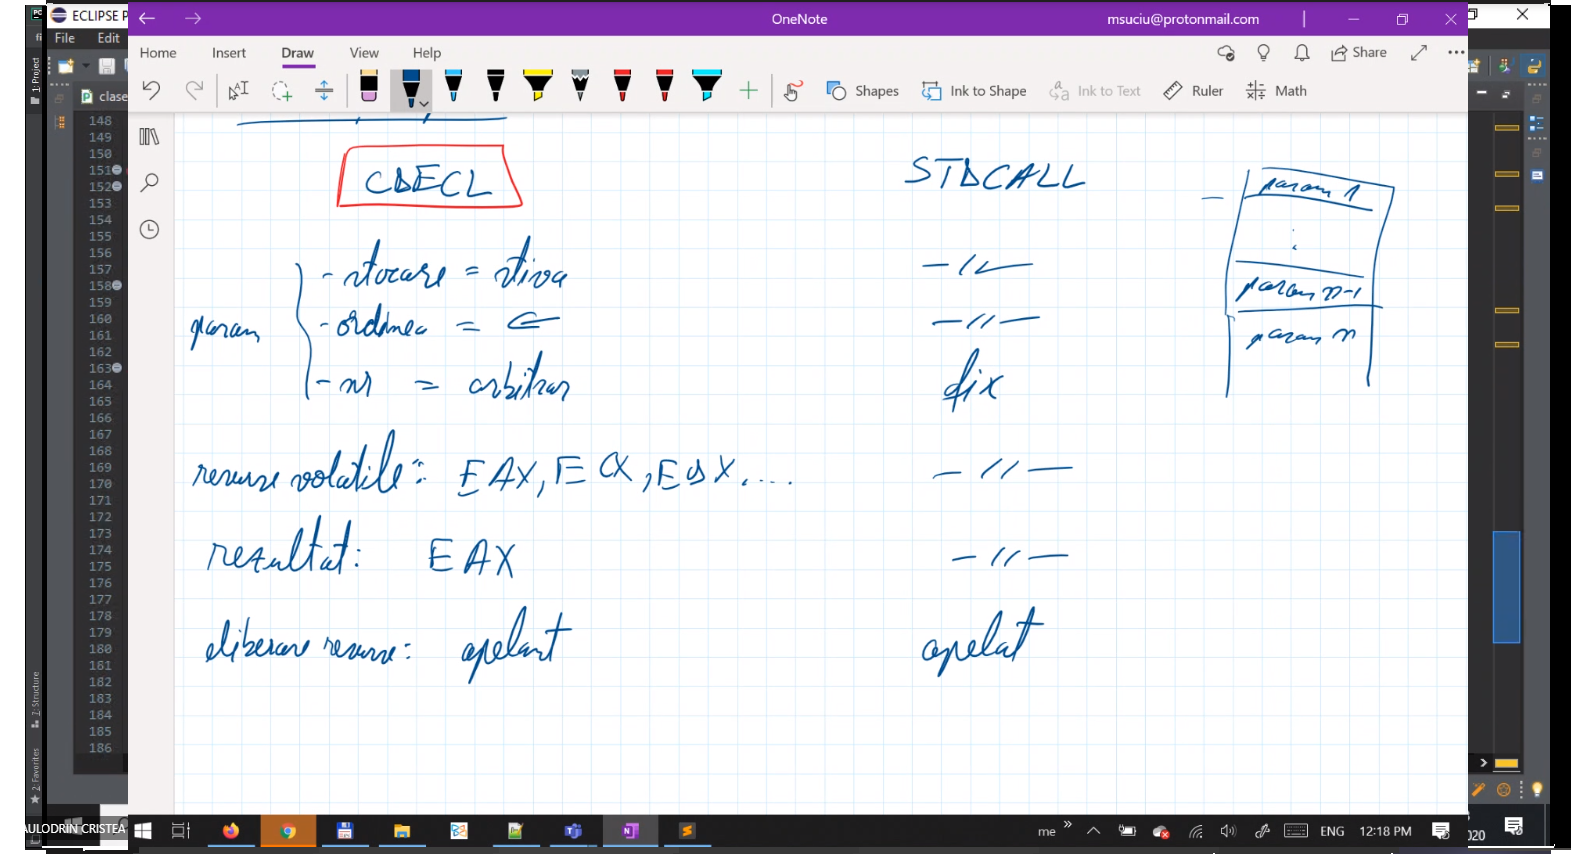 ECLIPSE P
OneNote
msuciu@protonmail.com
File Edit
Home Insert Draw View Help
Share
Shapes Ink to Shape Ink to Text Ruler Math
clase
1: Project
7: Structure
2: Favorites
148
149
150
151
152
153
154
155
156
157
158
159
160
161
162
163
164
165
166
167
168
169
170
171
172
173
174
175
176
177
178
179
180
181
182
183
184
185
186
CDECL STDCALL
param 1
- stocare = stiva -//-
param n-1
param - ordinea = ← -//-
param n
- nr = arbitrar fix
resurse volatile: EAX, ECX, EDX, .... -//-
rezultat: EAX -//-
eliberare resurse: apelant apelat
AULODRIN CRISTEA
me ENG 12:18 PM
020